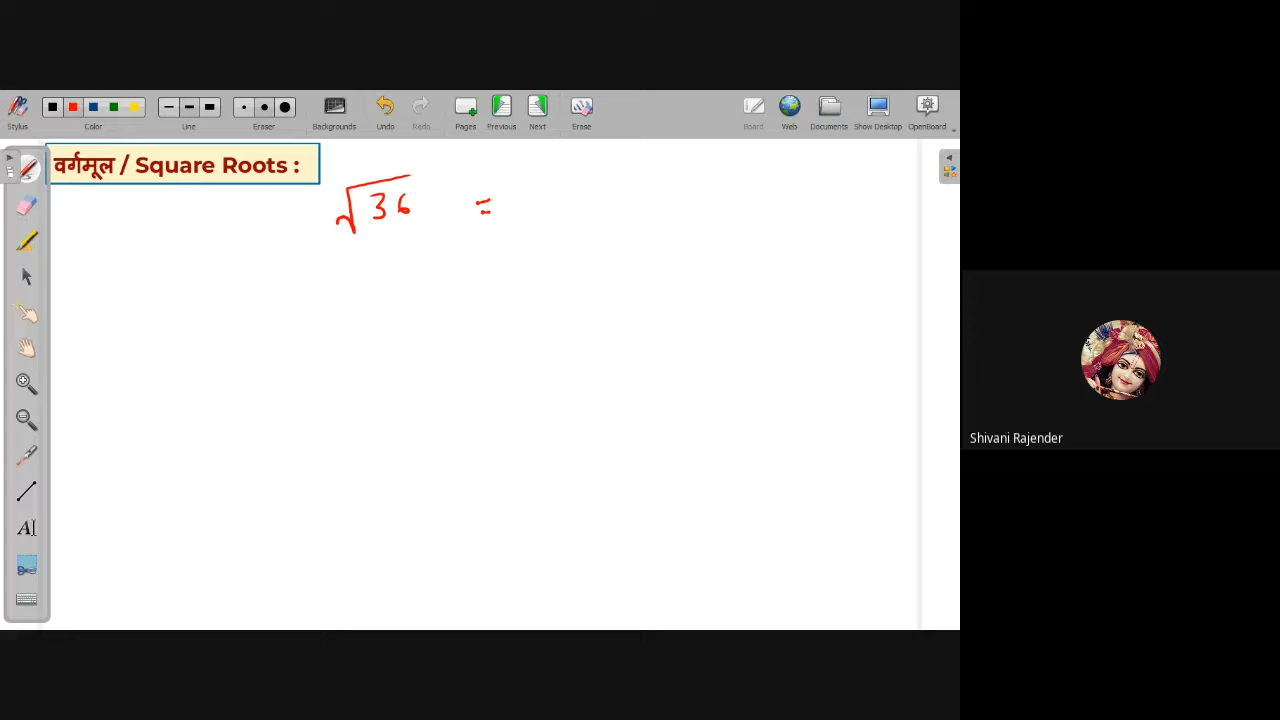 Stylus Color Line Eraser Backgrounds Undo Redo Pages Previous Next Erase Board Web Documents Show Desktop OpenBoard
वर्गमूल / Square Roots :
√36 =
Shivani Rajender